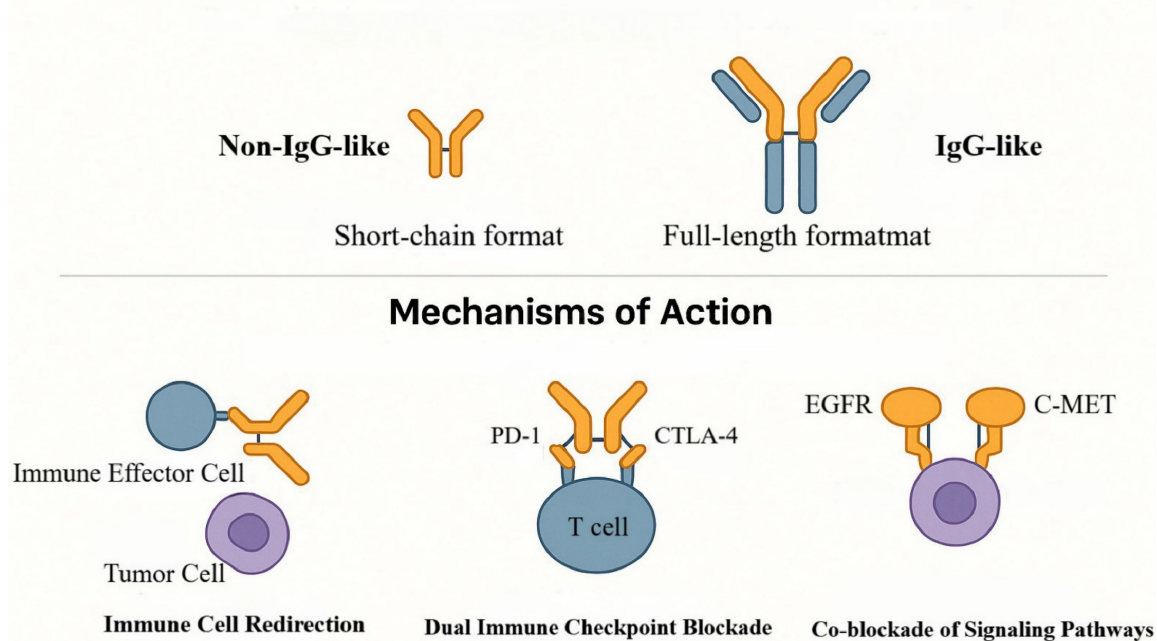 Non-IgG-like
IgG-like
Short-chain format
Full-length formatmat
Mechanisms of Action
EGFR
C-MET
PD-1
CTLA-4
Immune Effector Cell
T cell
Tumor Cell
Immune Cell Redirection
Dual Immune Checkpoint Blockade
Co-blockade of Signaling Pathways